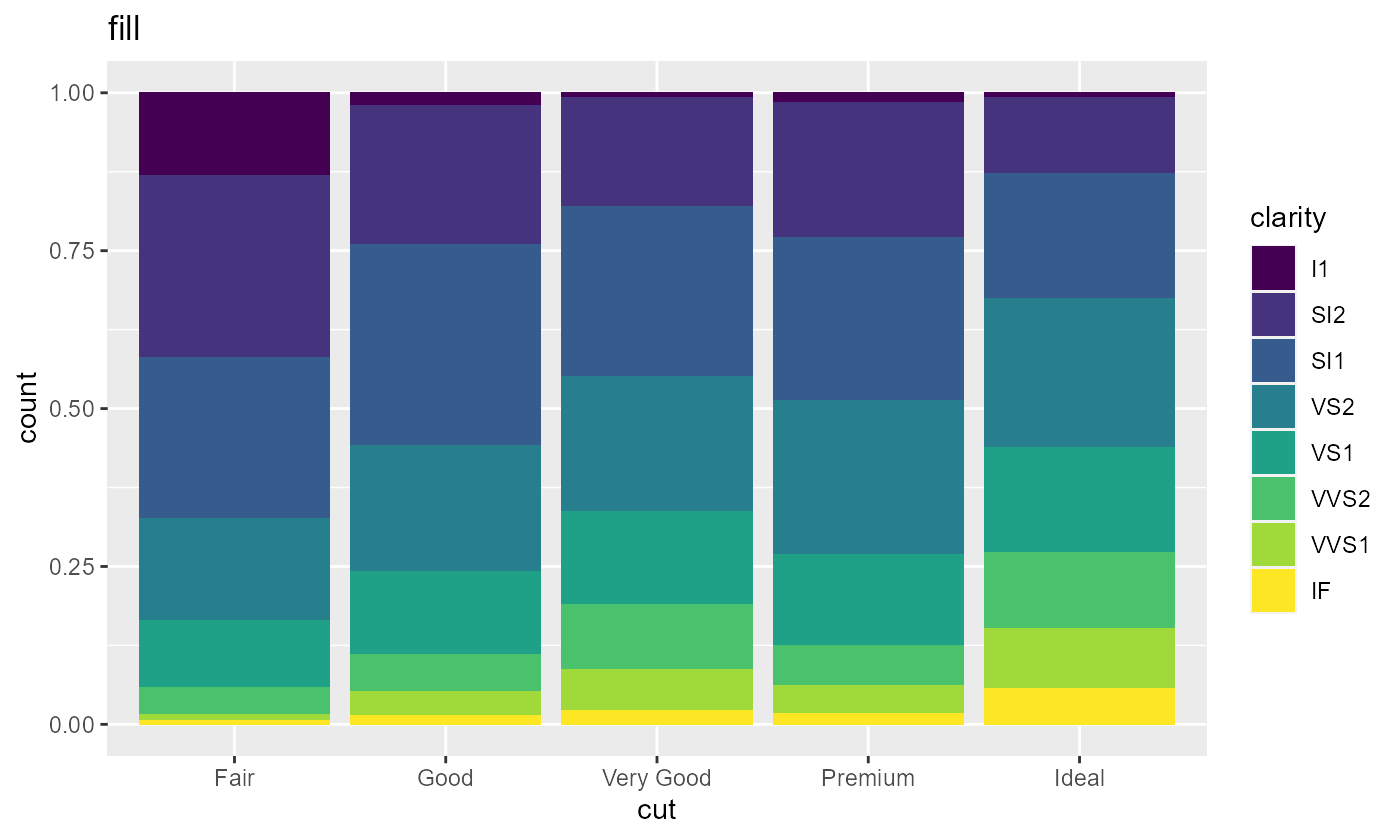 fill
1.00
0.75
0.50
0.25
0.00
count
Fair Good Very Good Premium Ideal
cut
clarity
I1
SI2
SI1
VS2
VS1
VVS2
VVS1
IF